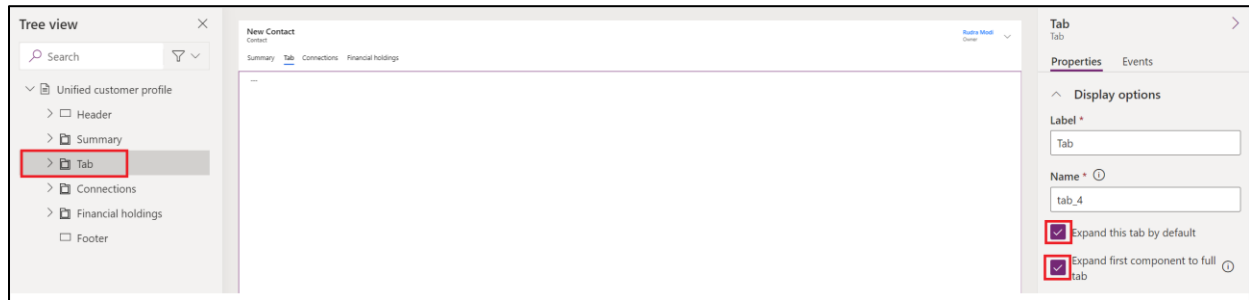 Tree view
Search
Unified customer profile
Header
Summary
Tab
Connections
Financial holdings
Footer
New Contact
Contact
Rudra Modi
Owner
Summary Tab Connections Financial holdings
...
Tab
Tab
Properties Events
Display options
Label *
Tab
Name *
tab_4
Expand this tab by default
Expand first component to full
tab